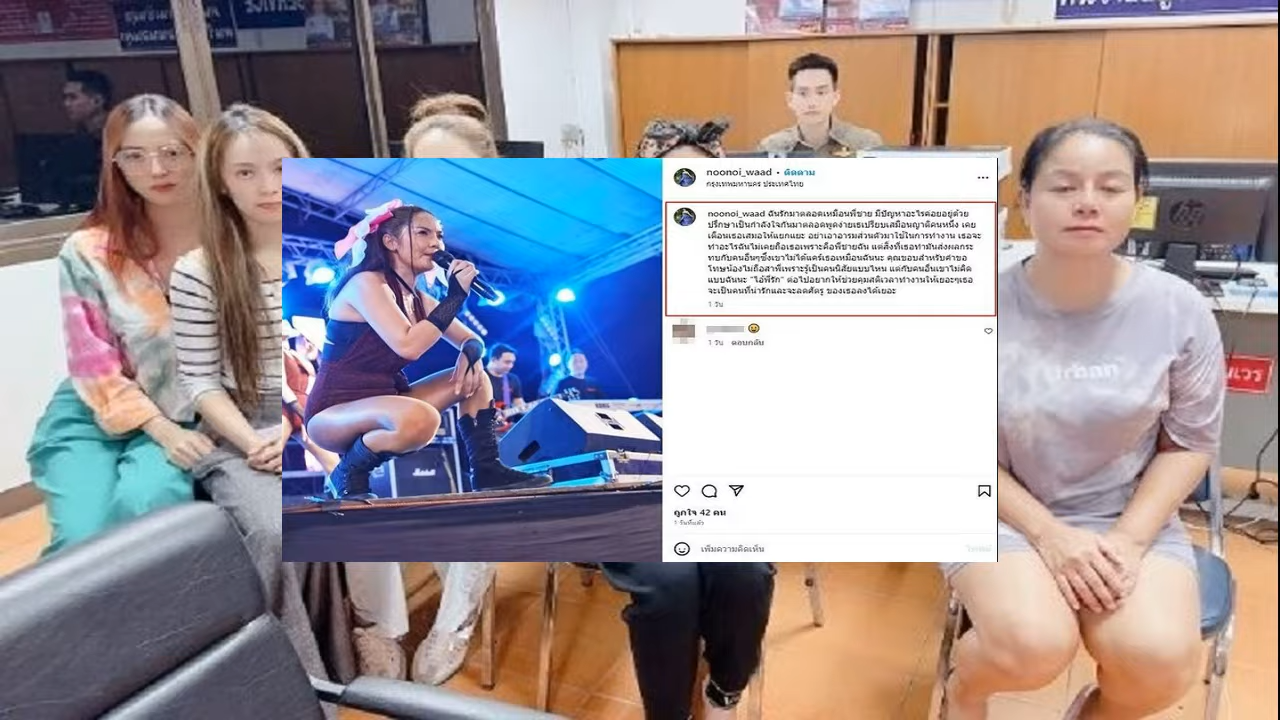 noonoi_waad • ติดตาม
กรุงเทพมหานคร ประเทศไทย
noonoi_waad ฉันรักมาตลอดเหมือนพี่ชาย มีปัญหาอะไรคอยอยู่ด้วย
ปรึกษาเป็นกำลังใจกันมาตลอดพูดง่ายเธอเปรียบเสมือนญาติคนหนึ่ง เคย
เตือนเธอเสมอให้แยกแยะ อย่าเอาอารมส่วนตัวมาใช้ในการทำงาน เธอจะ
ทำอะไรฉันไม่เคยถือเธอเพราะคือพี่ชายฉัน แต่สิ่งที่เธอทำมันส่งผลกระ
ทบกับคนอื่นๆซึ่งเขาไม่ได้แคร์เธอเหมือนฉันนะ คุณขอบสำหรับคำขอ
โทษน้องไม่ถือสาพี่เพราะรู้เป็นคนนิสัยแบบไหน แต่กับคนอื่นเขาไม่คิด
แบบฉันนะ "ไอ้พี่รัก" ต่อไปอยากให้ช่วยคุมสติเวลาทำงานให้เยอะๆเธอ
จะเป็นคนที่น่ารักและจะลดศัตรู ของเธอลงได้เยอะ
1 วัน
1 วัน ตอบกลับ
ถูกใจ 42 คน
1 วันที่แล้ว
เพิ่มความคิดเห็น
โพสต์
Marshall
hp
urban
นเวร